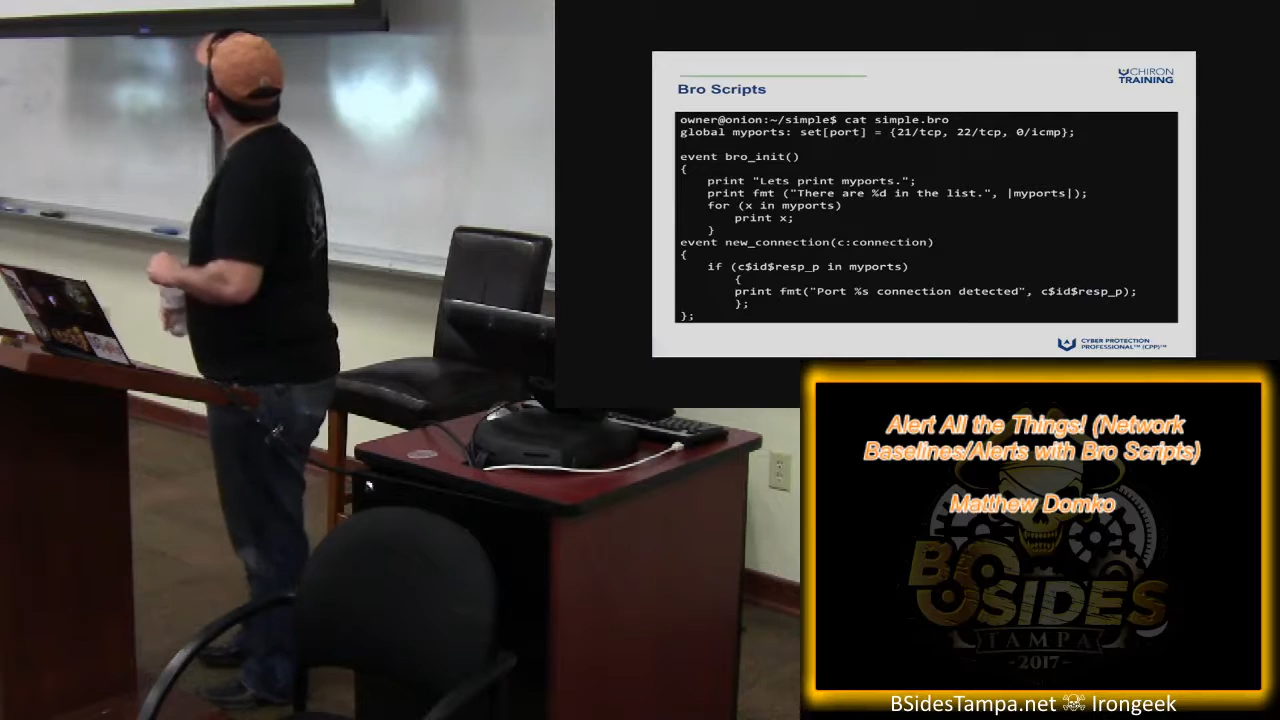 CHIRON
TRAINING
Bro Scripts
owner@onion:~/simple$ cat simple.bro
global myports: set[port] = {21/tcp, 22/tcp, 0/icmp};
event bro_init()
{
print "Lets print myports.";
print fmt ("There are %d in the list.", |myports|);
for (x in myports)
print x;
}
event new_connection(c:connection)
{
if (c$id$resp_p in myports)
{
print fmt("Port %s connection detected", c$id$resp_p);
};
};
CYBER PROTECTION
PROFESSIONAL™ (CPP)™
Alert All the Things! (Network
Baselines/Alerts with Bro Scripts)
Matthew Domko
BSIDES
TAMPA
-2017-
BSidesTampa.net ☠ Irongeek